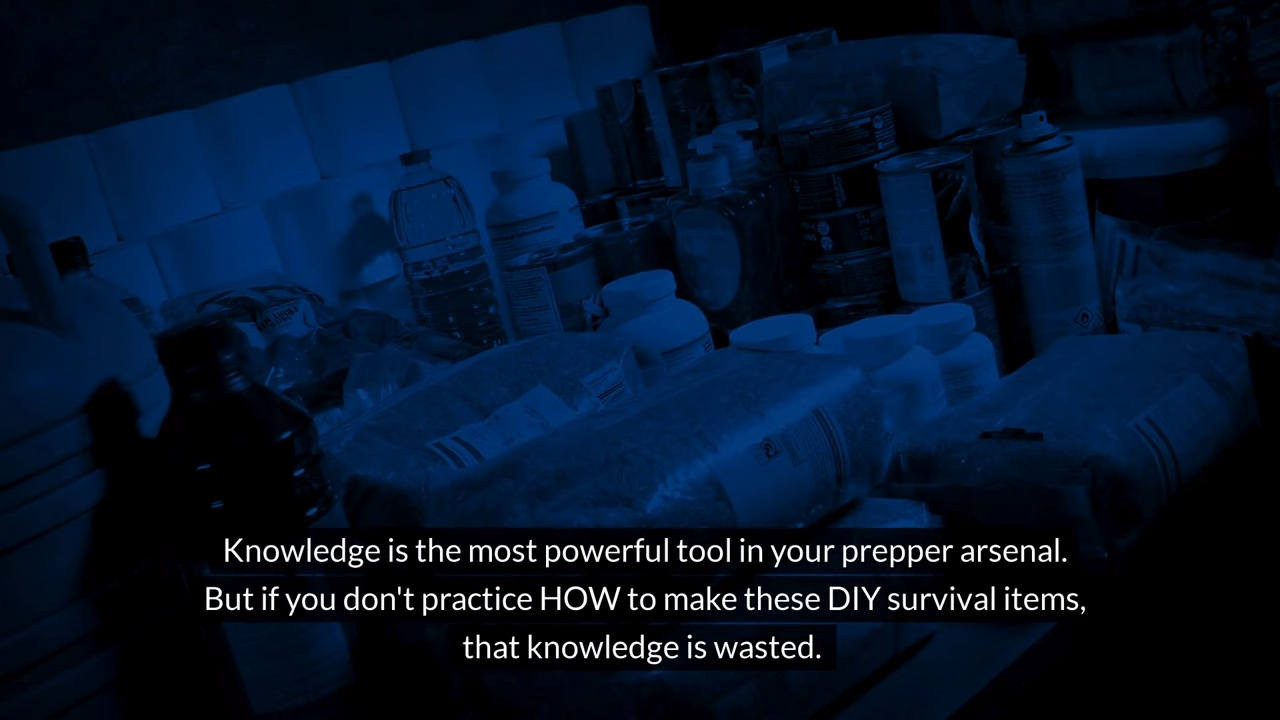 Knowledge is the most powerful tool in your prepper arsenal.
But if you don't practice HOW to make these DIY survival items,
that knowledge is wasted.